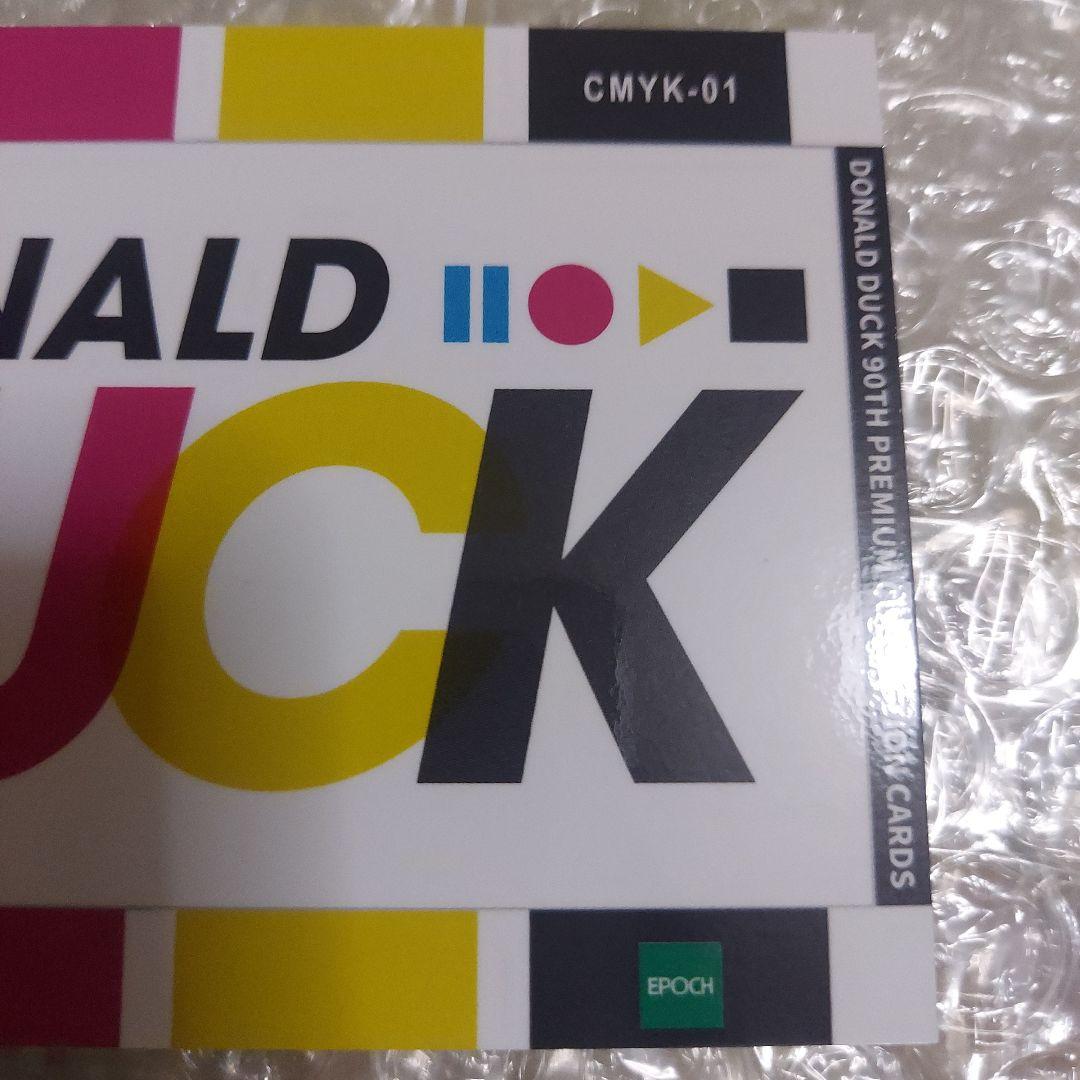 CMYK-01
NALD
UCK
DONALD DUCK 90TH PREMIUM CARDS
EPOCH